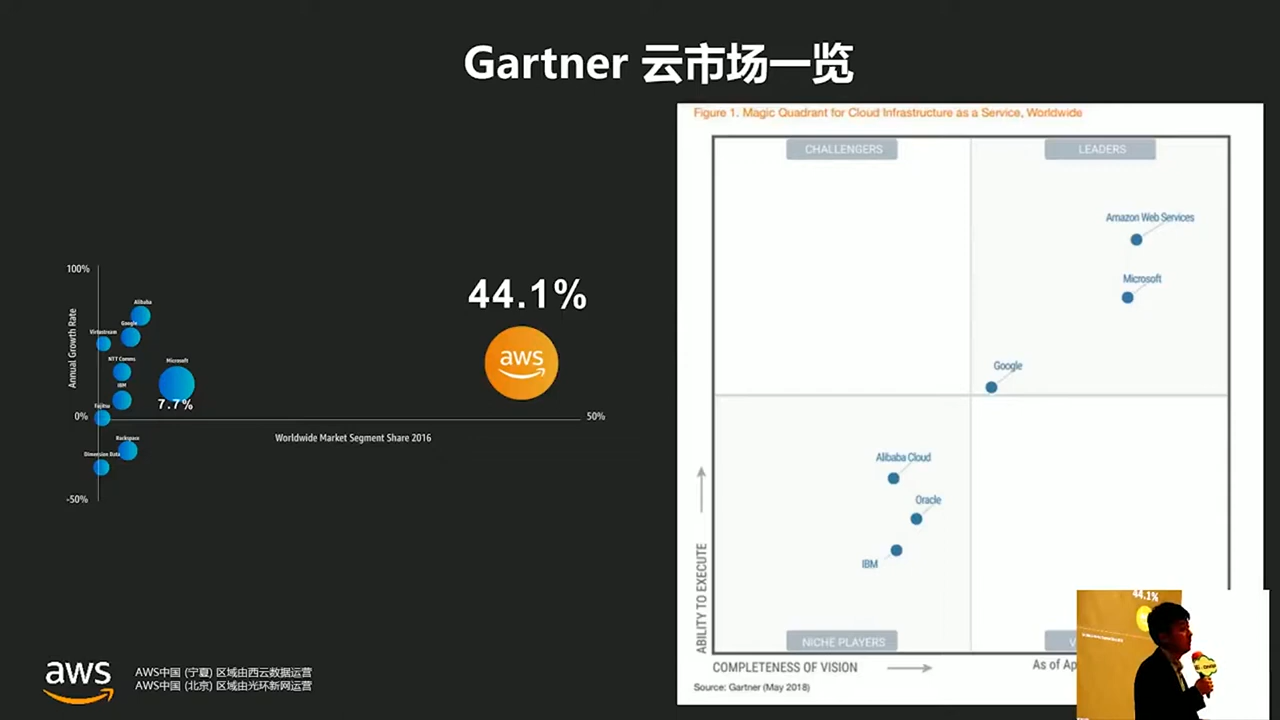 Gartner 云市场一览
100%
Annual Growth Rate
0%
-50%
Alibaba
Google
Virtustream
NTT Comms
IBM
Microsoft
7.7%
Fujitsu
Rackspace
Dimension Data
44.1%
aws
50%
Worldwide Market Segment Share 2016
Figure 1. Magic Quadrant for Cloud Infrastructure as a Service, Worldwide
CHALLENGERS
LEADERS
Amazon Web Services
Microsoft
Google
Alibaba Cloud
Oracle
IBM
ABILITY TO EXECUTE
NICHE PLAYERS
COMPLETENESS OF VISION
As of
Source: Gartner (May 2018)
aws
AWS中国 (宁夏) 区域由西云数据运营
AWS中国 (北京) 区域由光环新网运营
44.1%